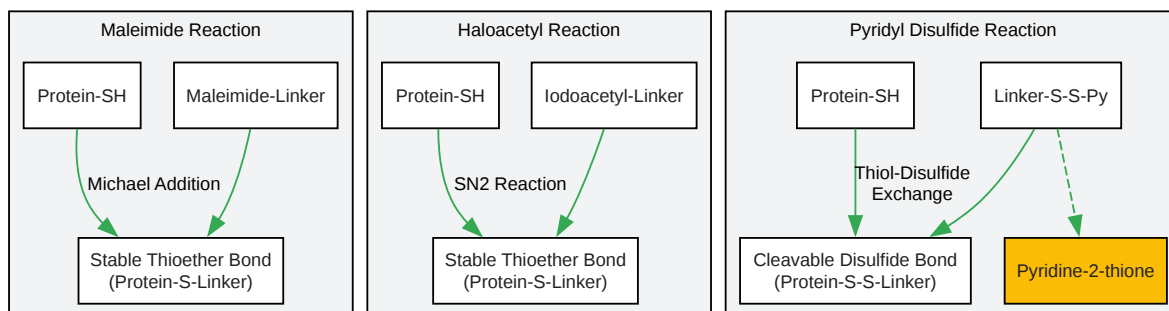 Maleimide Reaction
Protein-SH
Maleimide-Linker
Michael Addition
Stable Thioether Bond
(Protein-S-Linker)
Haloacetyl Reaction
Protein-SH
Iodoacetyl-Linker
SN2 Reaction
Stable Thioether Bond
(Protein-S-Linker)
Pyridyl Disulfide Reaction
Protein-SH
Linker-S-S-Py
Thiol-Disulfide
Exchange
Cleavable Disulfide Bond
(Protein-S-S-Linker)
Pyridine-2-thione